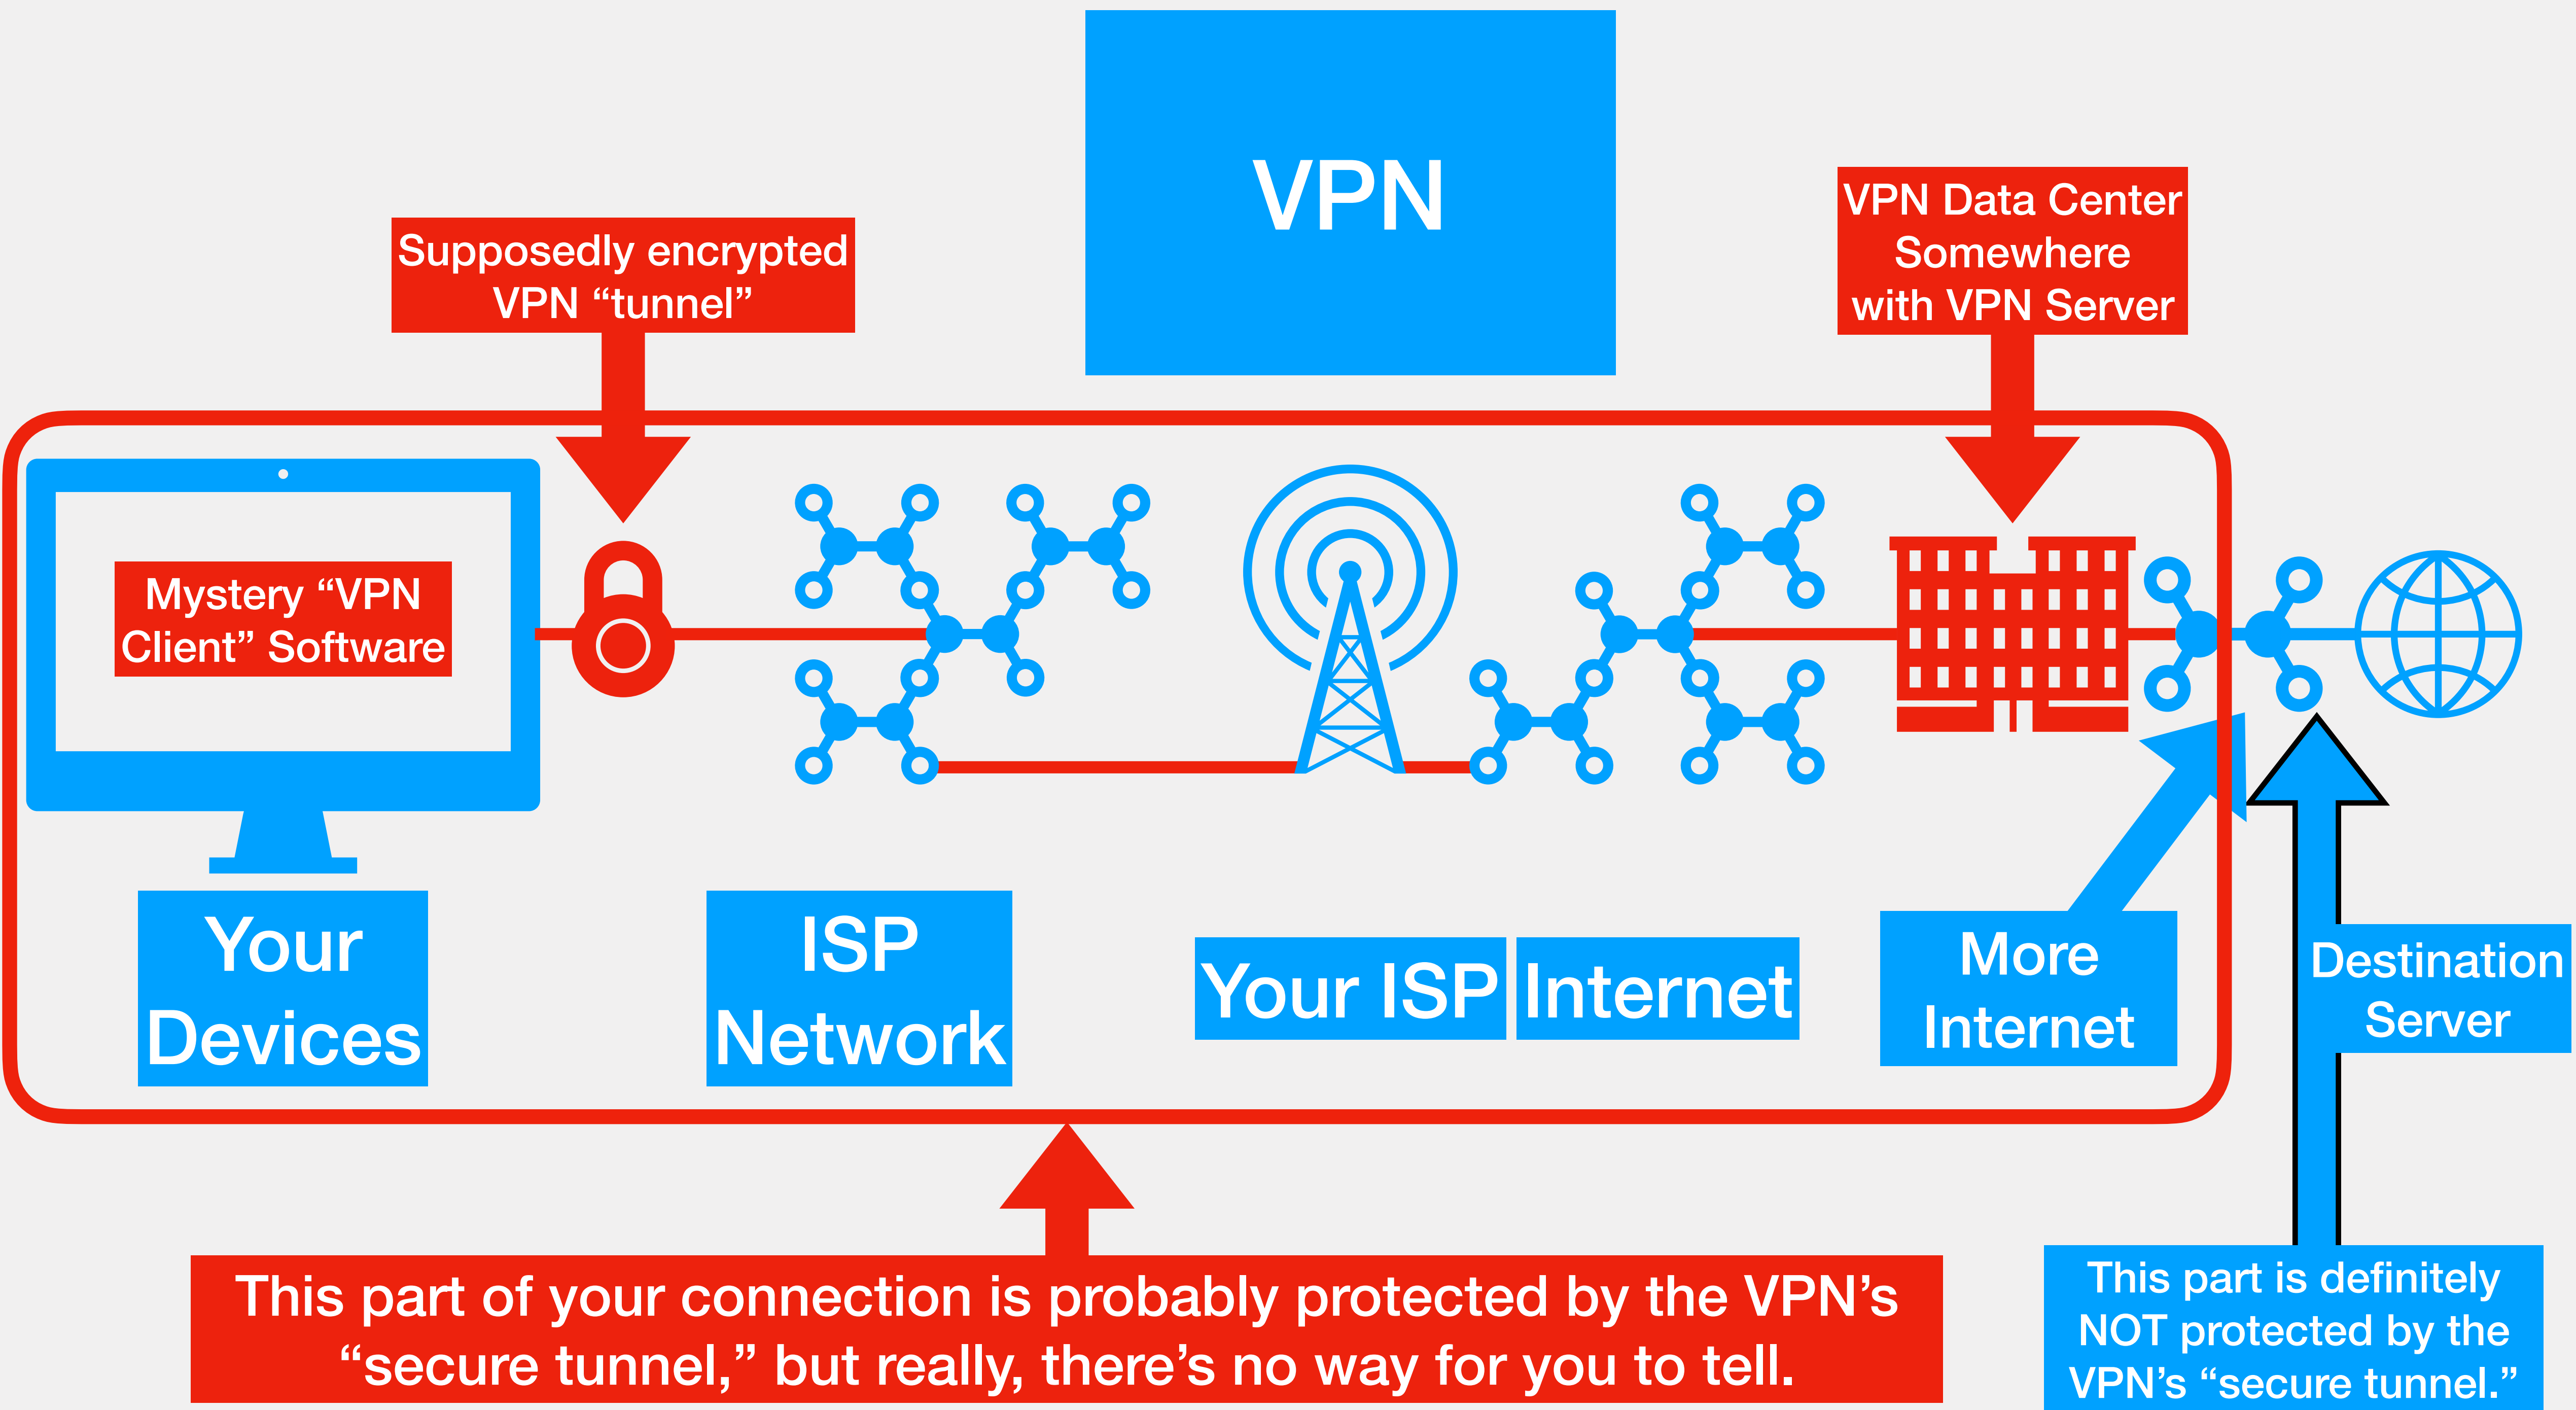 VPN
Supposedly encrypted
VPN “tunnel”
VPN Data Center
Somewhere
with VPN Server
Mystery “VPN
Client” Software
Your
Devices
ISP
Network
Your ISP
Internet
More
Internet
Destination
Server
This part of your connection is probably protected by the VPN’s
“secure tunnel,” but really, there’s no way for you to tell.
This part is definitely
NOT protected by the
VPN’s “secure tunnel.”